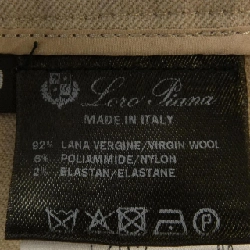 Loro Piana
MADE IN ITALY
92% LANA VERGINE/VIRGIN WOOL
6% POLIAMMIDE/NYLON
2% ELASTAN/ELASTANE
P